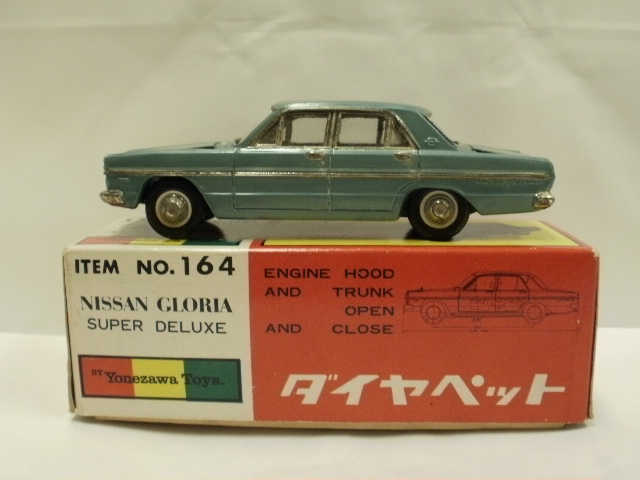 ITEM NO. 164
NISSAN GLORIA
SUPER DELUXE
BY Yonezawa Toys.
ENGINE HOOD
AND TRUNK
OPEN
AND CLOSE
ダイヤペット